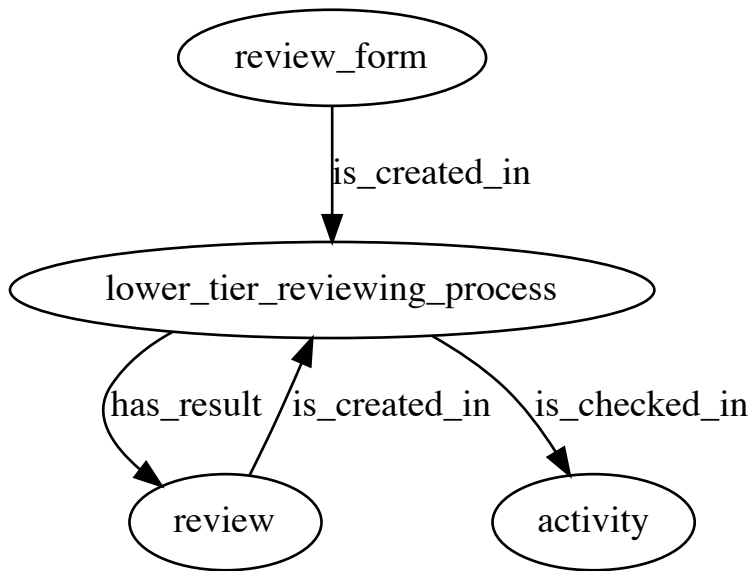 review_form
is_created_in
lower_tier_reviewing_process
has_result
is_created_in
is_checked_in
review
activity